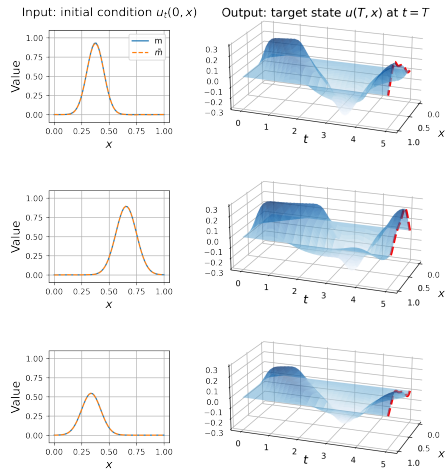 Input: initial condition u_t(0, x)
Output: target state u(T, x) at t = T
Value
1.00
0.75
0.50
0.25
0.00
m
m̃
0.00 0.25 0.50 0.75 1.00
x
0.3
0.2
0.1
0.0
−0.1
−0.2
−0.3
0 1 2 3 4 5
t
0.0
1.0
x
Value
1.00
0.75
0.50
0.25
0.00
0.00 0.25 0.50 0.75 1.00
x
0.3
0.2
0.1
0.0
−0.1
−0.2
−0.3
0 1 2 3 4 5
t
0.0
1.0
x
Value
1.00
0.75
0.50
0.25
0.00
0.00 0.25 0.50 0.75 1.00
x
0.3
0.2
0.1
0.0
−0.1
−0.2
−0.3
0 1 2 3 4 5
t
0.0
1.0
x